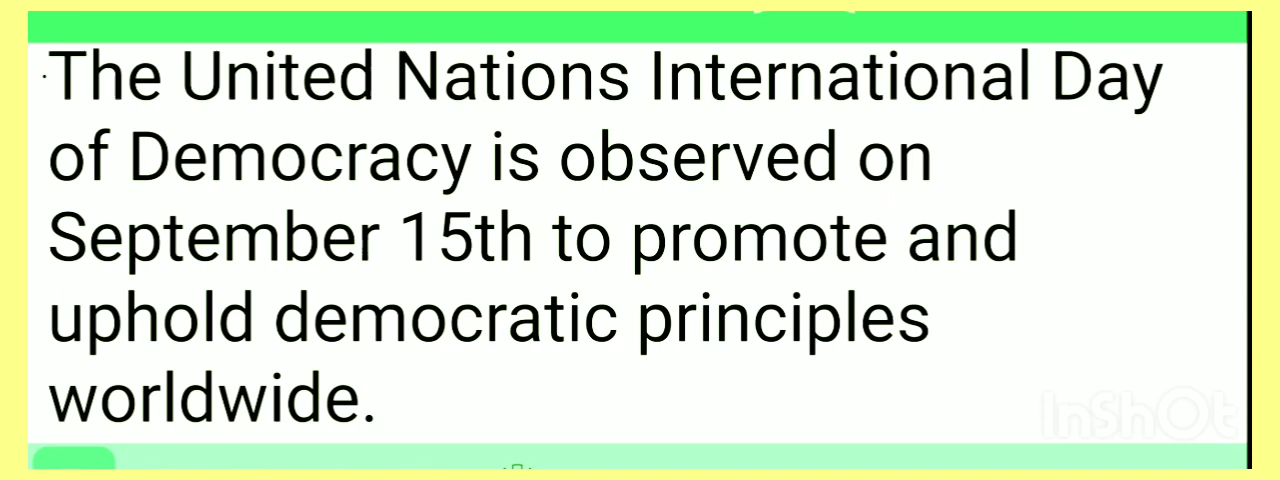 The United Nations International Day
of Democracy is observed on
September 15th to promote and
uphold democratic principles
worldwide.
InShOt